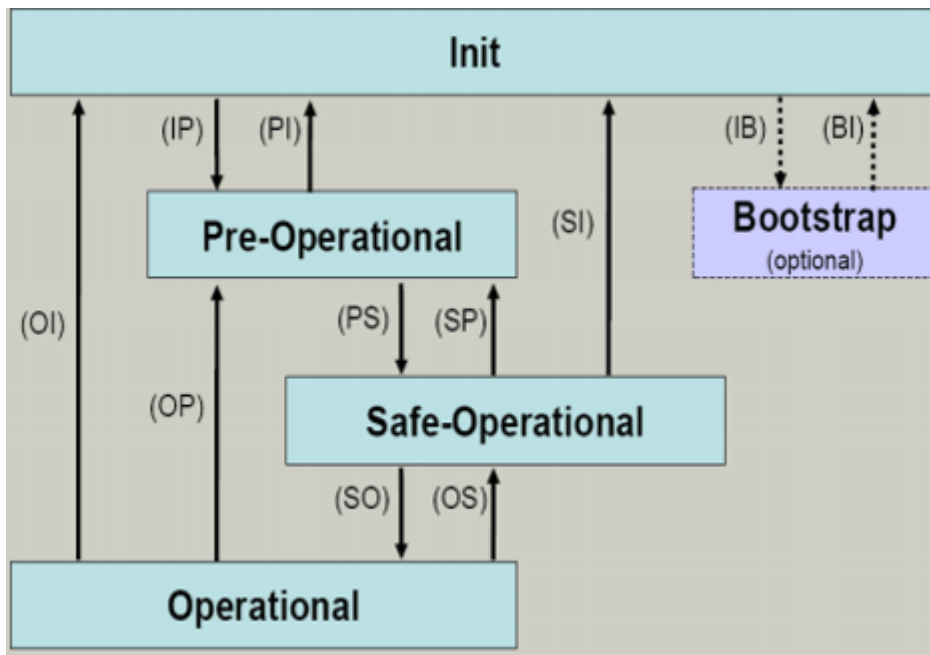 Init
(IP)
(PI)
(IB)
(BI)
(SI)
Pre-Operational
Bootstrap
(optional)
(OI)
(PS)
(SP)
(OP)
Safe-Operational
(SO)
(OS)
Operational